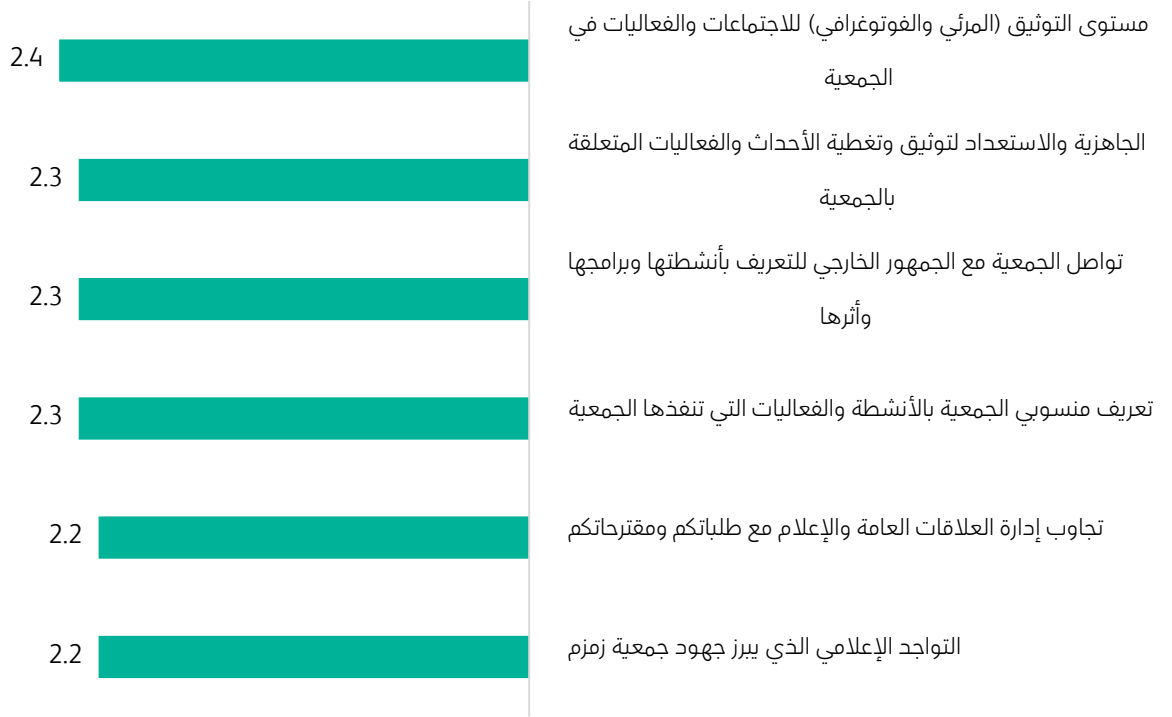 مستوى التوثيق (المرئي والفوتوغرافي) للاجتماعات والفعاليات في
الجمعية
2.4
الجاهزية والاستعداد لتوثيق وتغطية الأحداث والفعاليات المتعلقة
بالجمعية
2.3
تواصل الجمعية مع الجمهور الخارجي للتعريف بأنشطتها وبرامجها
وأثرها
2.3
تعريف منسوبي الجمعية بالأنشطة والفعاليات التي تنفذها الجمعية
2.3
تجاوب إدارة العلاقات العامة والإعلام مع طلباتكم ومقترحاتكم
2.2
التواجد الإعلامي الذي يبرز جهود جمعية زمزم
2.2